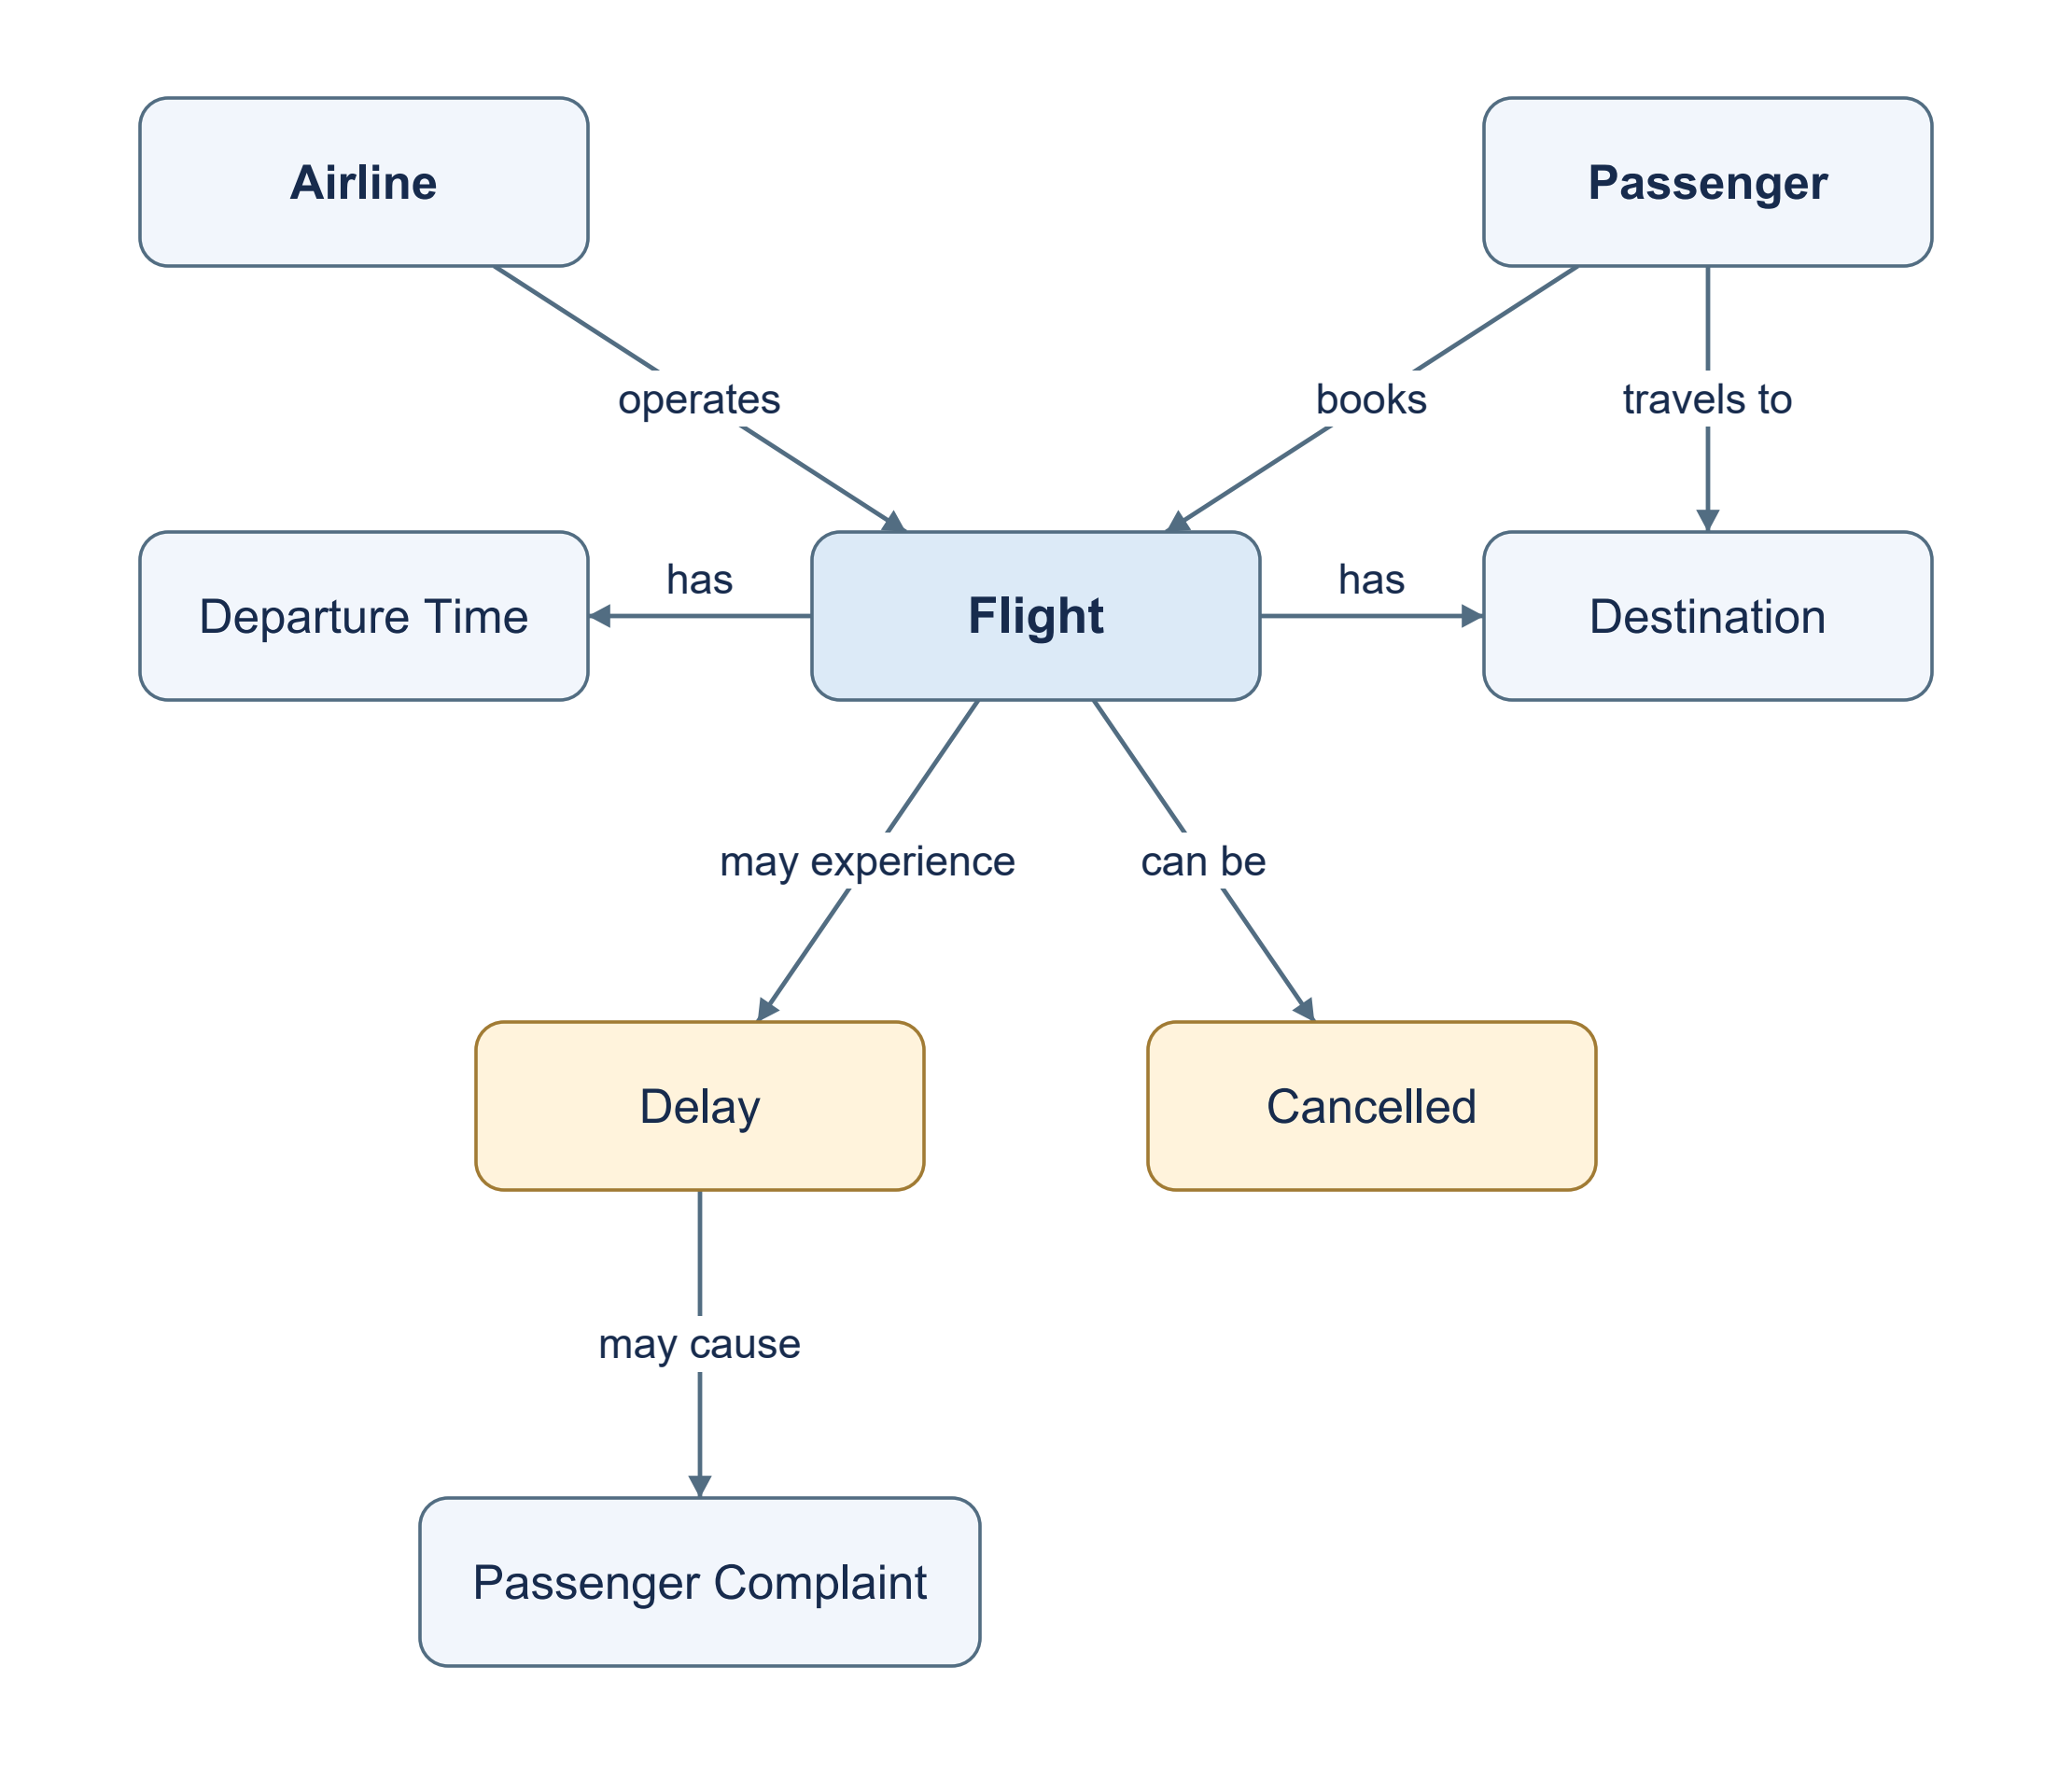 Airline
Passenger
operates
books
travels to
Departure Time
has
Flight
has
Destination
may experience
can be
Delay
Cancelled
may cause
Passenger Complaint